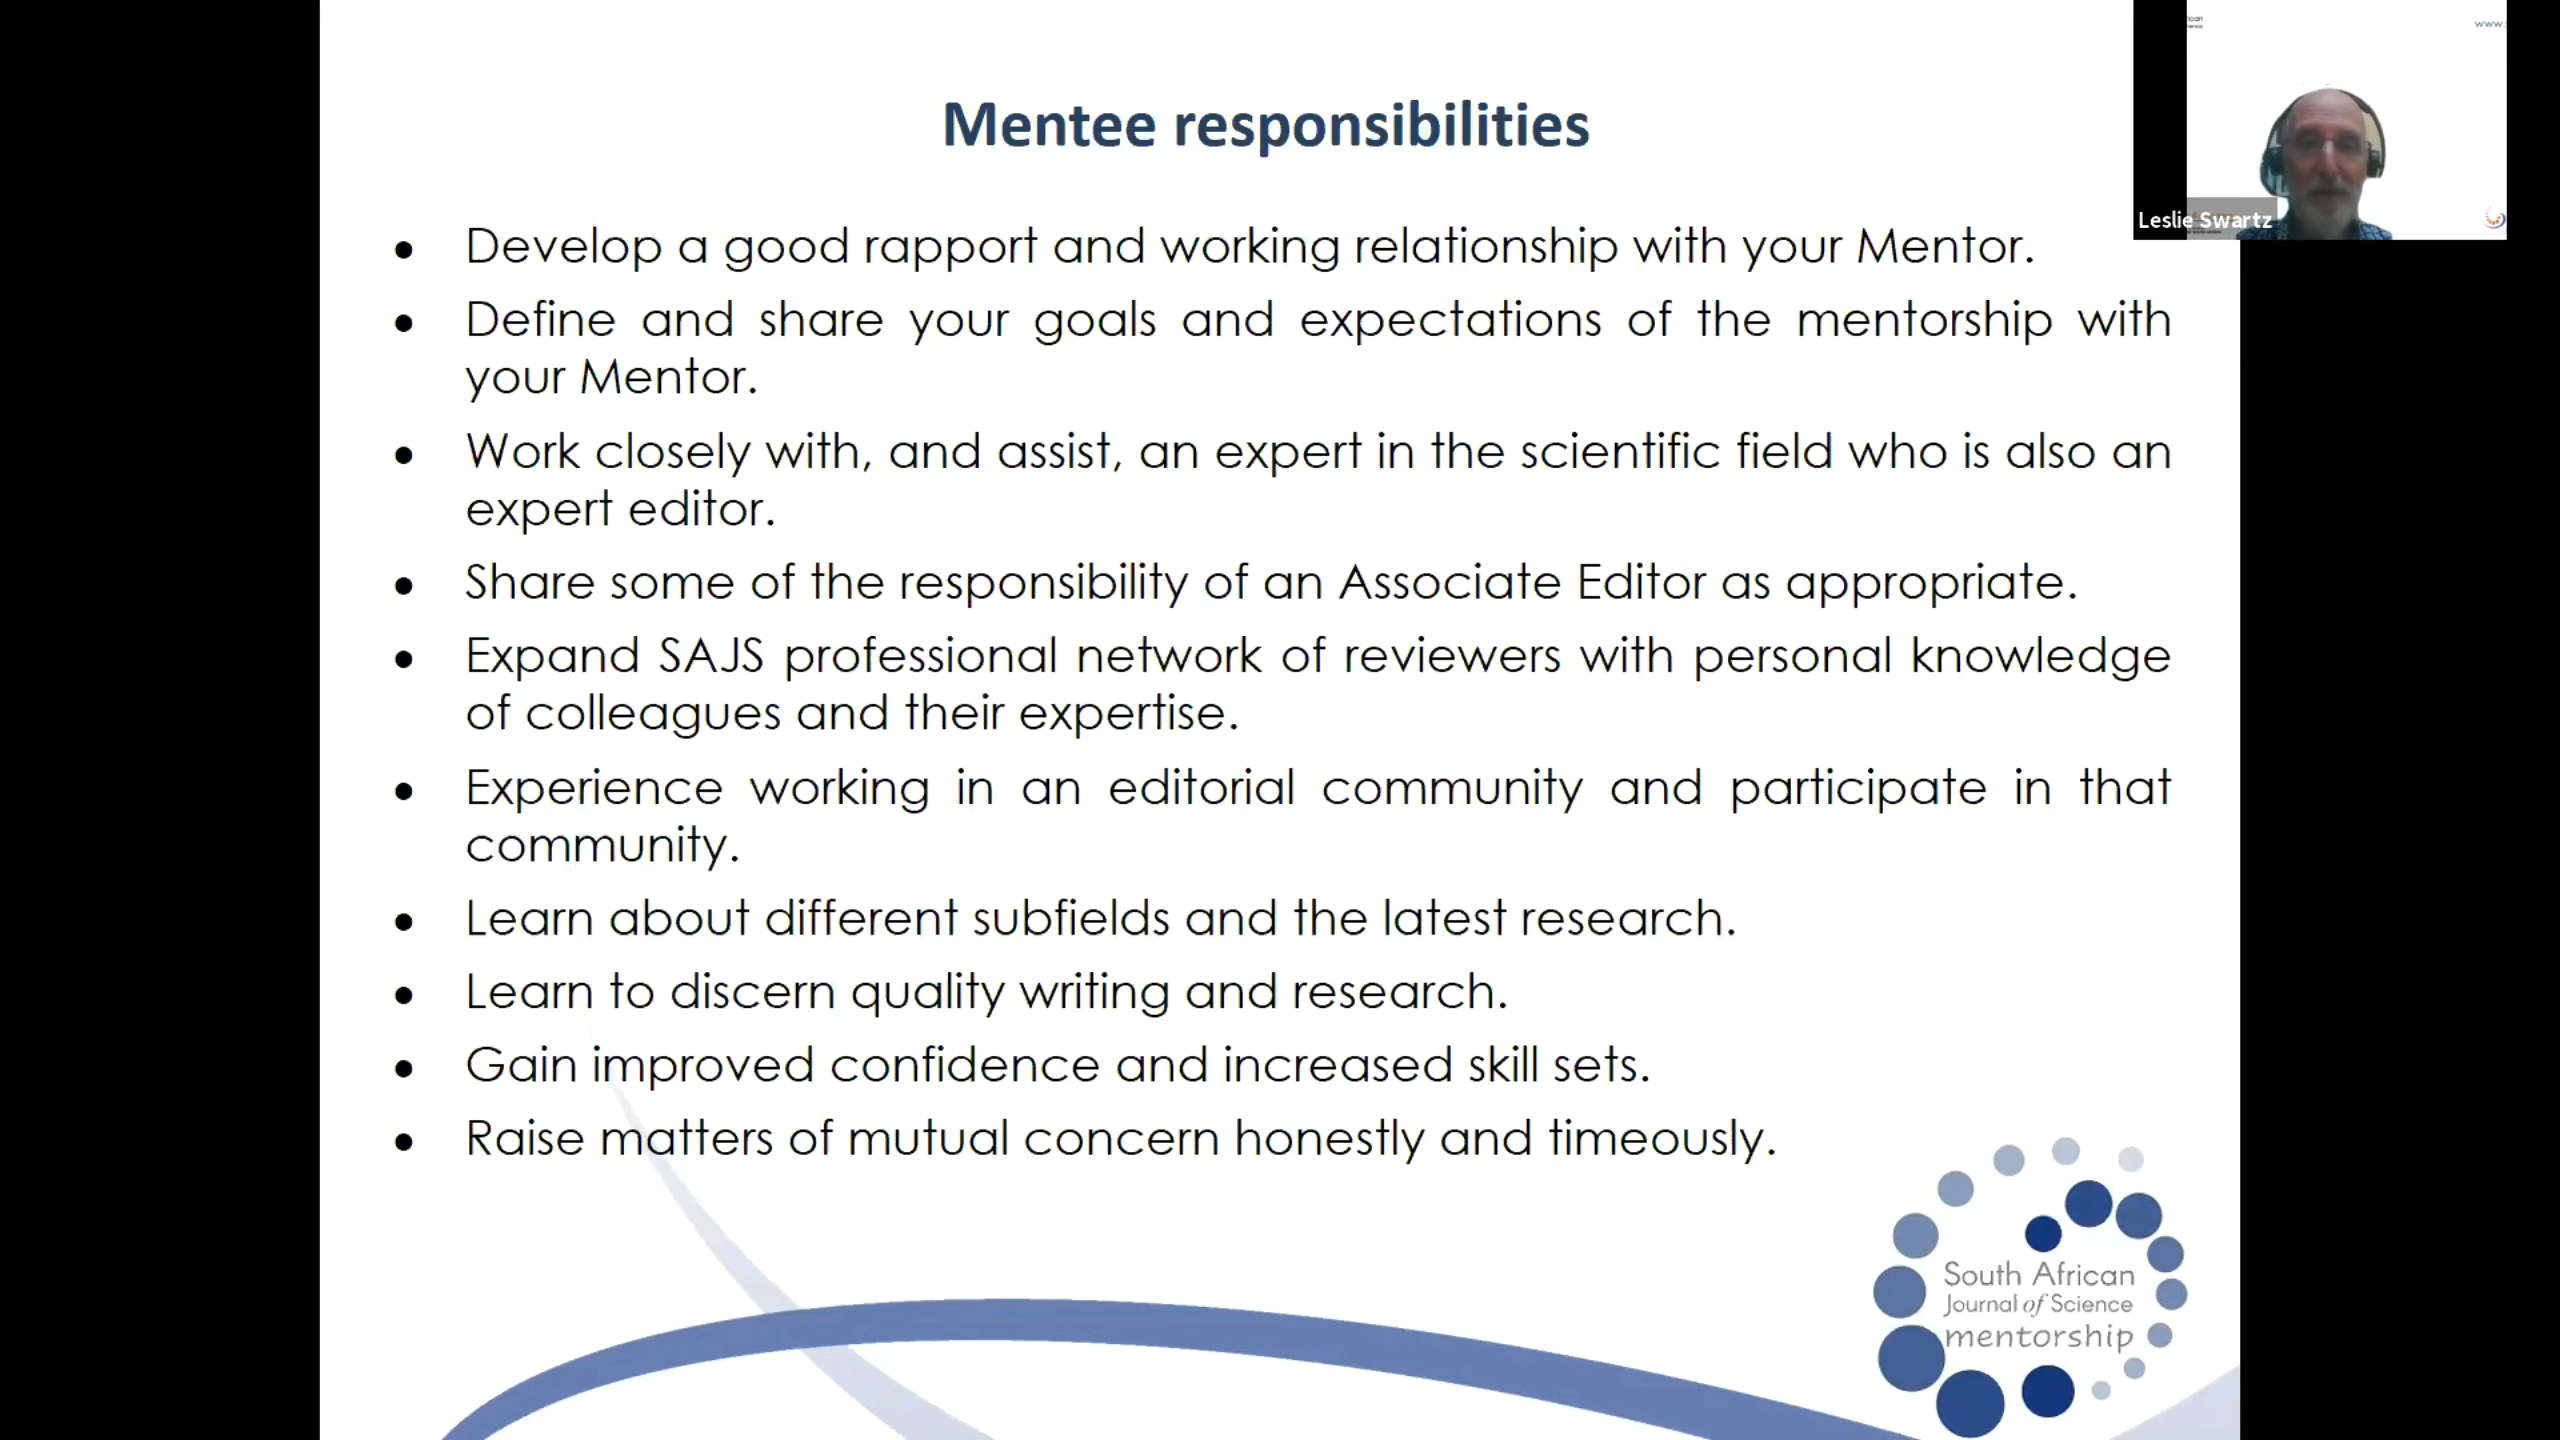 Mentee responsibilities
www.
Leslie Swartz
• Develop a good rapport and working relationship with your Mentor.
• Define and share your goals and expectations of the mentorship with
your Mentor.
• Work closely with, and assist, an expert in the scientific field who is also an
expert editor.
• Share some of the responsibility of an Associate Editor as appropriate.
• Expand SAJS professional network of reviewers with personal knowledge
of colleagues and their expertise.
• Experience working in an editorial community and participate in that
community.
• Learn about different subfields and the latest research.
• Learn to discern quality writing and research.
• Gain improved confidence and increased skill sets.
• Raise matters of mutual concern honestly and timeously.
South African
Journal of Science
mentorship